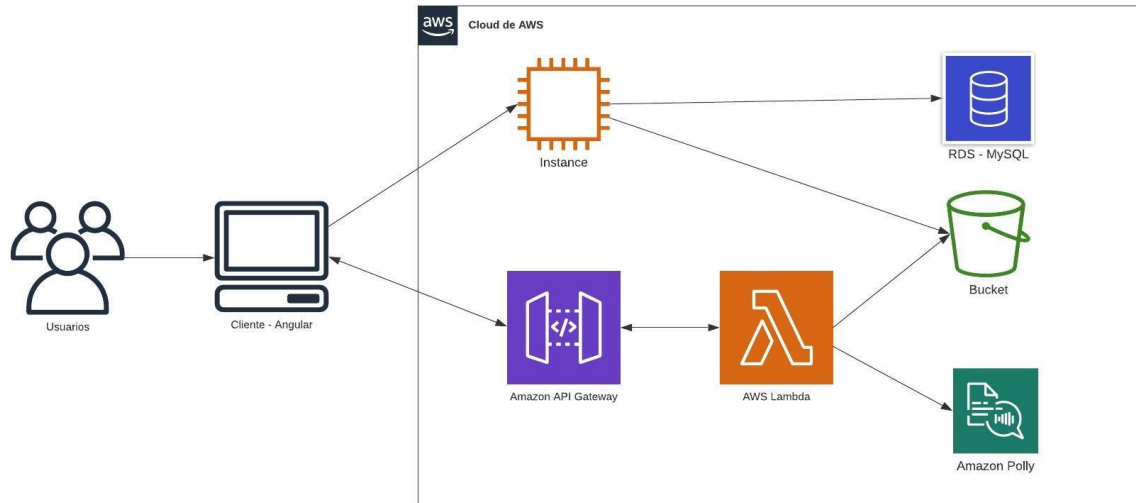 aws
Cloud de AWS
Instance
RDS - MySQL
Usuarios
Cliente - Angular
Bucket
</>
Amazon API Gateway
AWS Lambda
Amazon Polly